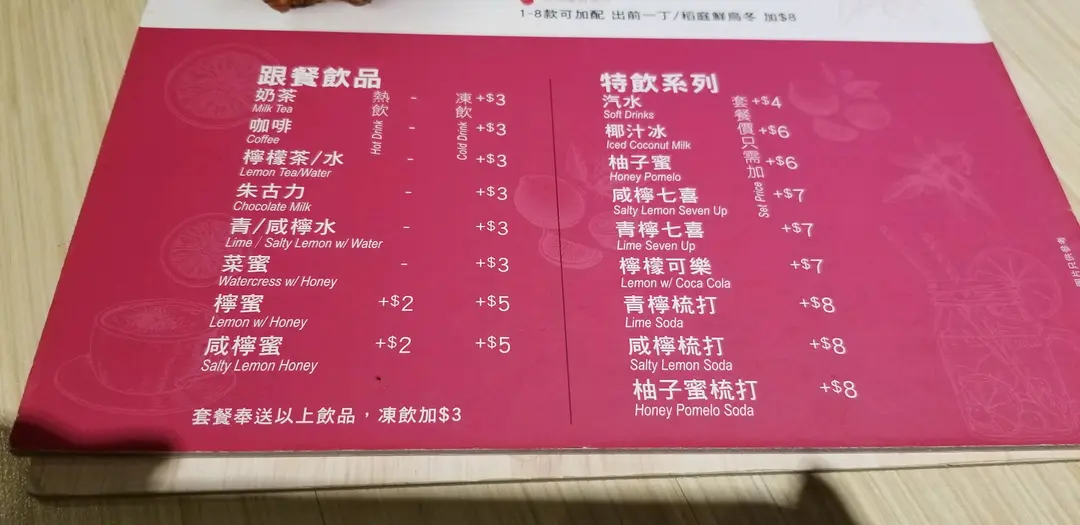 1-8款可加配 出前一丁/稻庭鮮烏冬 加$8
跟餐飲品
熱飲 Hot Drink
凍飲 Cold Drink
奶茶 - +$3
Milk Tea
咖啡 - +$3
Coffee
檸檬茶/水 - +$3
Lemon Tea/Water
朱古力 - +$3
Chocolate Milk
青/咸檸水 - +$3
Lime / Salty Lemon w/ Water
菜蜜 - +$3
Watercress w/ Honey
檸蜜 +$2 +$5
Lemon w/ Honey
咸檸蜜 +$2 +$5
Salty Lemon Honey
套餐奉送以上飲品，凍飲加$3
特飲系列
套餐價只需加 Set Price
汽水 +$4
Soft Drinks
椰汁冰 +$6
Iced Coconut Milk
柚子蜜 +$6
Honey Pomelo
咸檸七喜 +$7
Salty Lemon Seven Up
青檸七喜 +$7
Lime Seven Up
檸檬可樂 +$7
Lemon w/ Coca Cola
青檸梳打 +$8
Lime Soda
咸檸梳打 +$8
Salty Lemon Soda
柚子蜜梳打 +$8
Honey Pomelo Soda
圖片只供參考